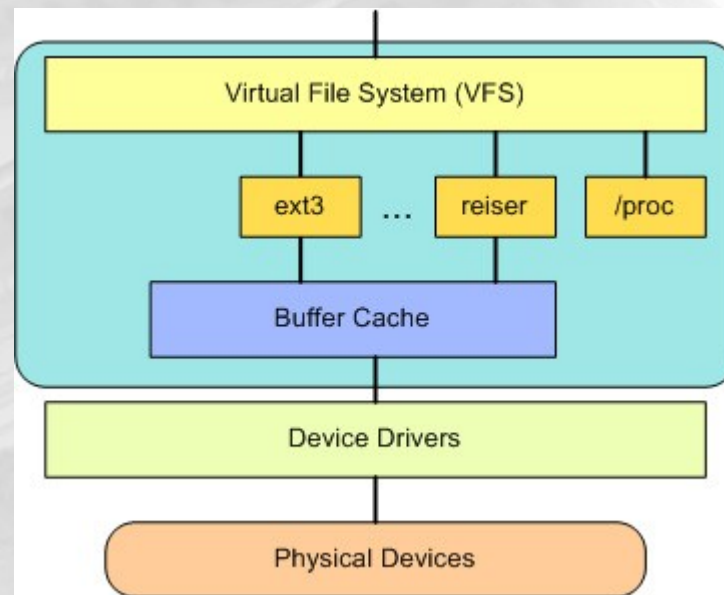 Virtual File System (VFS)
ext3 ... reiser /proc
Buffer Cache
Device Drivers
Physical Devices